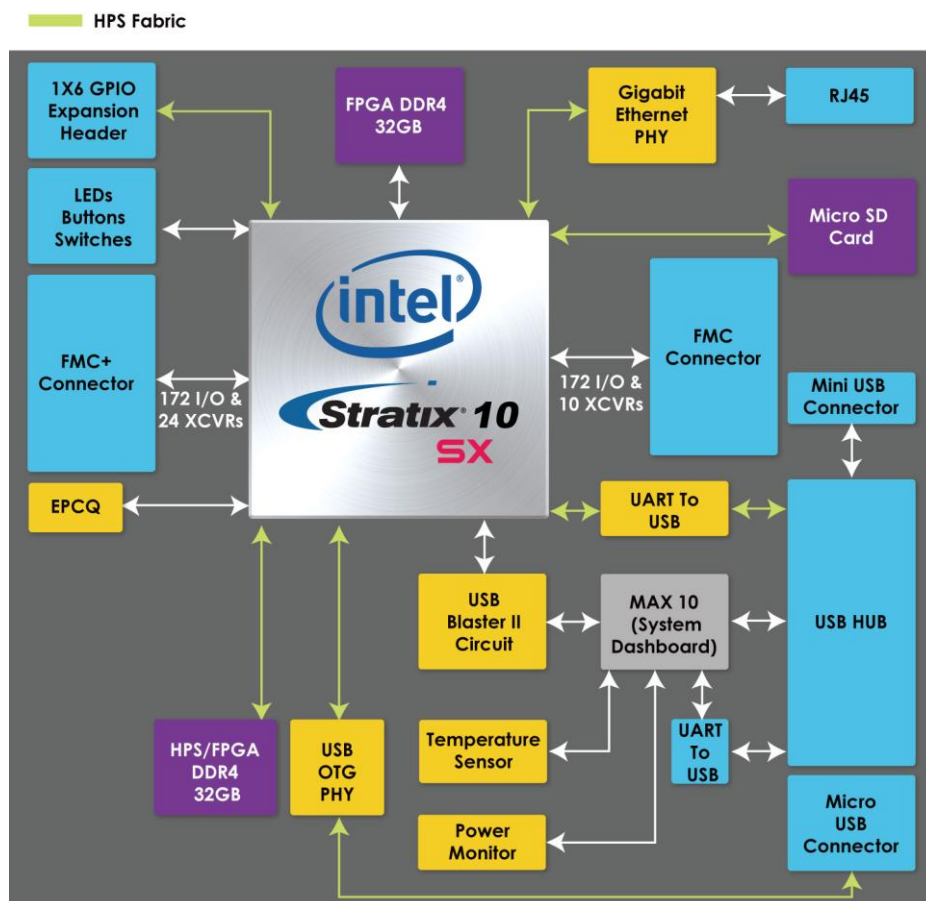 HPS Fabric
1X6 GPIO
Expansion
Header
FPGA DDR4
32GB
Gigabit
Ethernet
PHY
RJ45
LEDs
Buttons
Switches
Micro SD
Card
intel®
Stratix® 10
SX
FMC+
Connector
172 I/O &
24 XCVRs
FMC
Connector
172 I/O &
10 XCVRs
Mini USB
Connector
EPCQ
UART To
USB
USB
Blaster II
Circuit
MAX 10
(System
Dashboard)
USB HUB
HPS/FPGA
DDR4
32GB
USB
OTG
PHY
Temperature
Sensor
UART
To
USB
Power
Monitor
Micro
USB
Connector